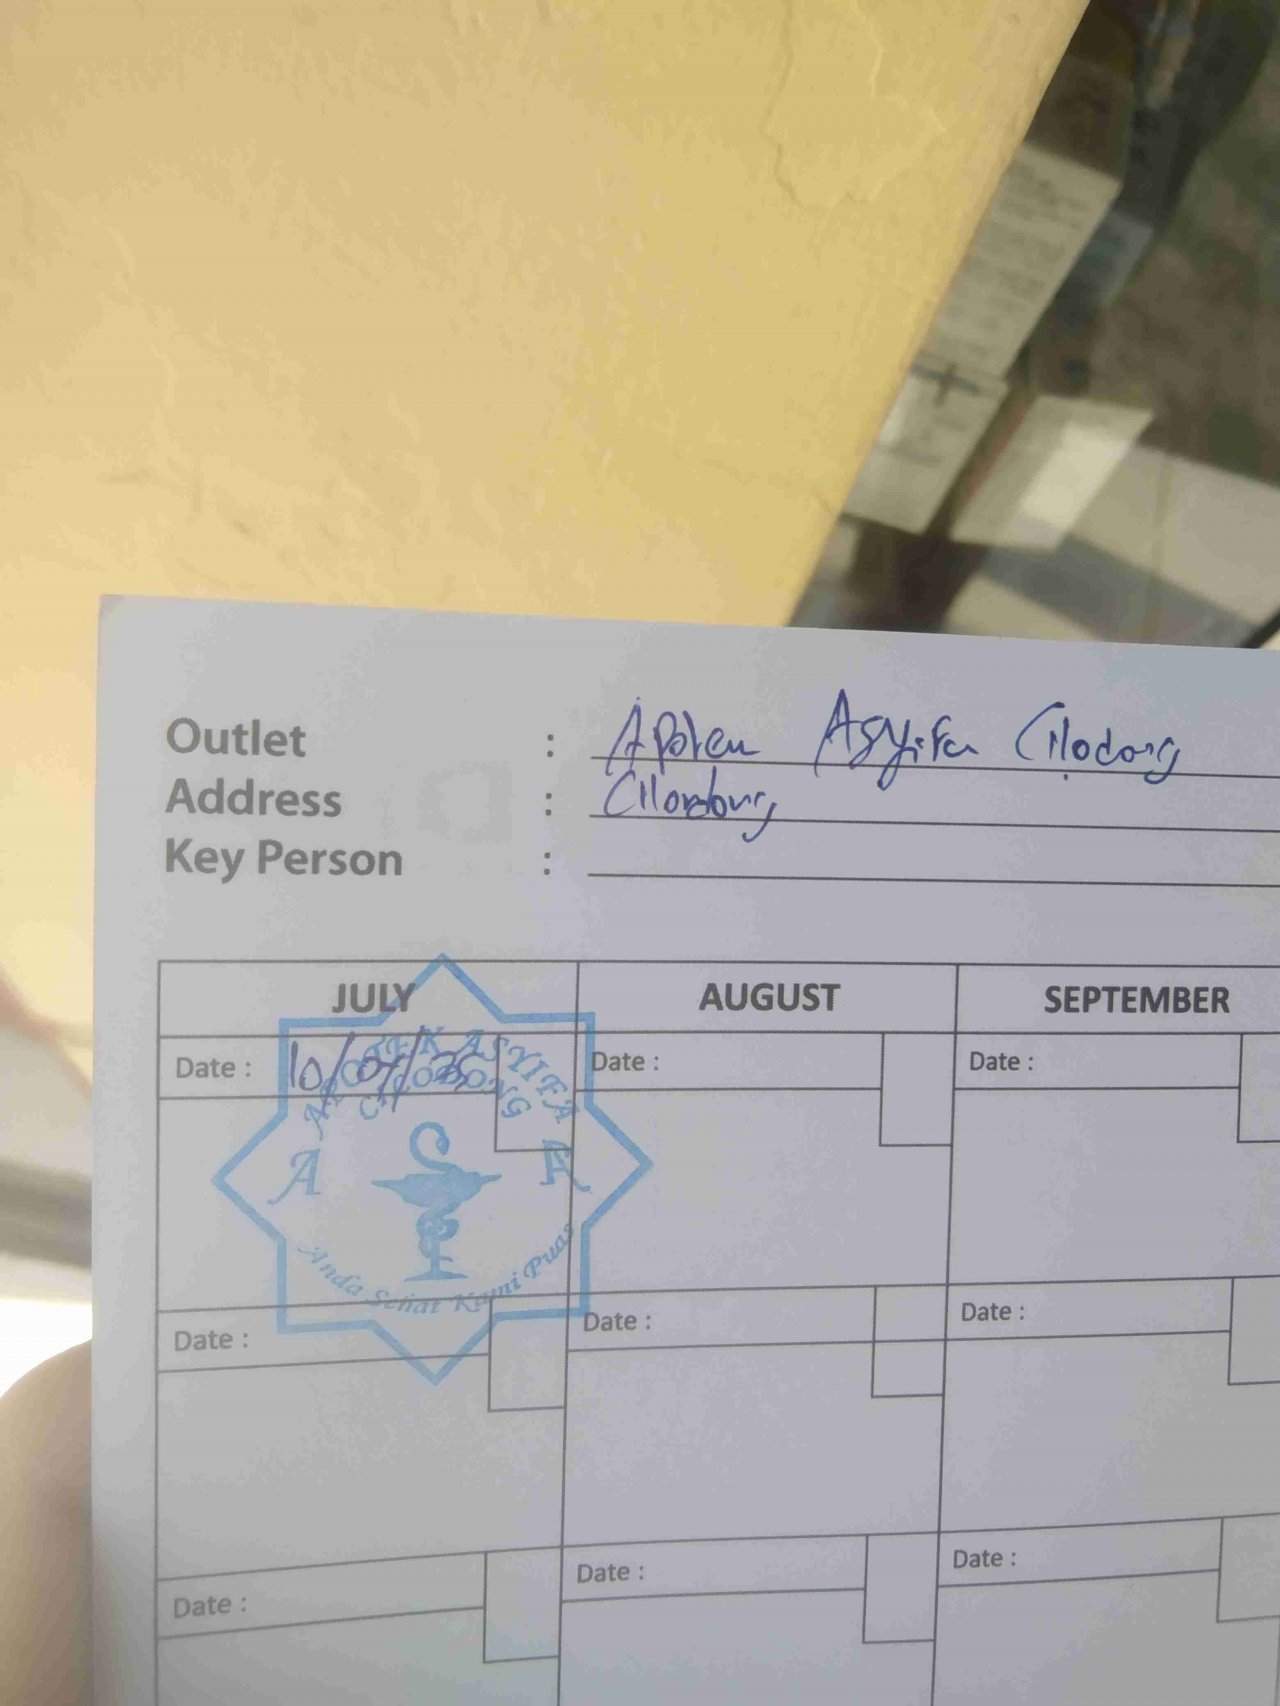 Outlet : Apotek Asyifa Cilodong
Address : Cilodong
Key Person :
JULY AUGUST SEPTEMBER
Date : 10/07/25 Date : Date :
APOTEK ASYIFA
CILODONG
A A
Anda Sehat Kami Puas
Date : Date : Date :
Date : Date : Date :